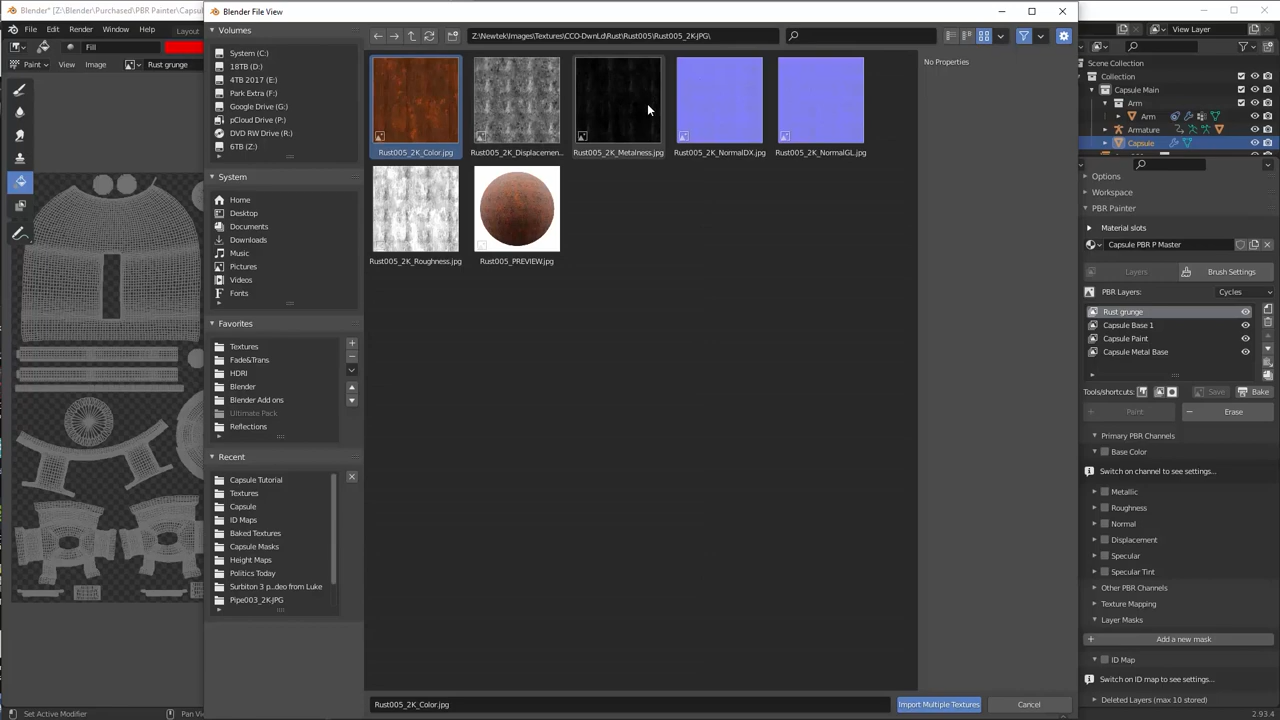 Blender* [Z:\Blender\Purchased\PBR Painter\Capsul
Blender File View
File
Edit
Render
Window
Help
Layout
View Layer
Fill
Paint
View
Image
Rust grunge
Volumes
System (C:)
18TB (D:)
4TB 2017 (E:)
Park Extra (F:)
Google Drive (G:)
pCloud Drive (P:)
DVD RW Drive (R:)
6TB (Z:)
System
Home
Desktop
Documents
Downloads
Music
Pictures
Videos
Fonts
Favorites
Textures
Fade&Trans
HDRI
Blender
Blender Add ons
Ultimate Pack
Reflections
Recent
Capsule Tutorial
Textures
Capsule
ID Maps
Baked Textures
Capsule Masks
Height Maps
Politics Today
Surbiton 3 p..deo from Luke
Pipe003_2K-JPG
Z:\Newtek\Images\Textures\CCO-DwnLd\Rust\Rust005\Rust005_2K-JPG\
Rust005_2K_Color.jpg
Rust005_2K_Displacemen...
Rust005_2K_Metalness.jpg
Rust005_2K_NormalDX.jpg
Rust005_2K_NormalGL.jpg
Rust005_2K_Roughness.jpg
Rust005_PREVIEW.jpg
No Properties
Rust005_2K_Color.jpg
Import Multiple Textures
Cancel
Scene Collection
Collection
Capsule Main
Arm
Arm
Armature
Capsule
Options
Workspace
PBR Painter
Material slots
Capsule PBR P Master
Layers
Brush Settings
PBR Layers:
Cycles
Rust grunge
Capsule Base 1
Capsule Paint
Capsule Metal Base
Tools/shortcuts:
Save
Bake
Paint
Erase
Primary PBR Channels
Base Color
Switch on channel to see settings...
Metallic
Roughness
Normal
Displacement
Specular
Specular Tint
Other PBR Channels
Texture Mapping
Layer Masks
Add a new mask
ID Map
Switch on ID map to see settings...
Deleted Layers (max 10 stored)
Set Active Modifier
Pan Vi
2.93.4